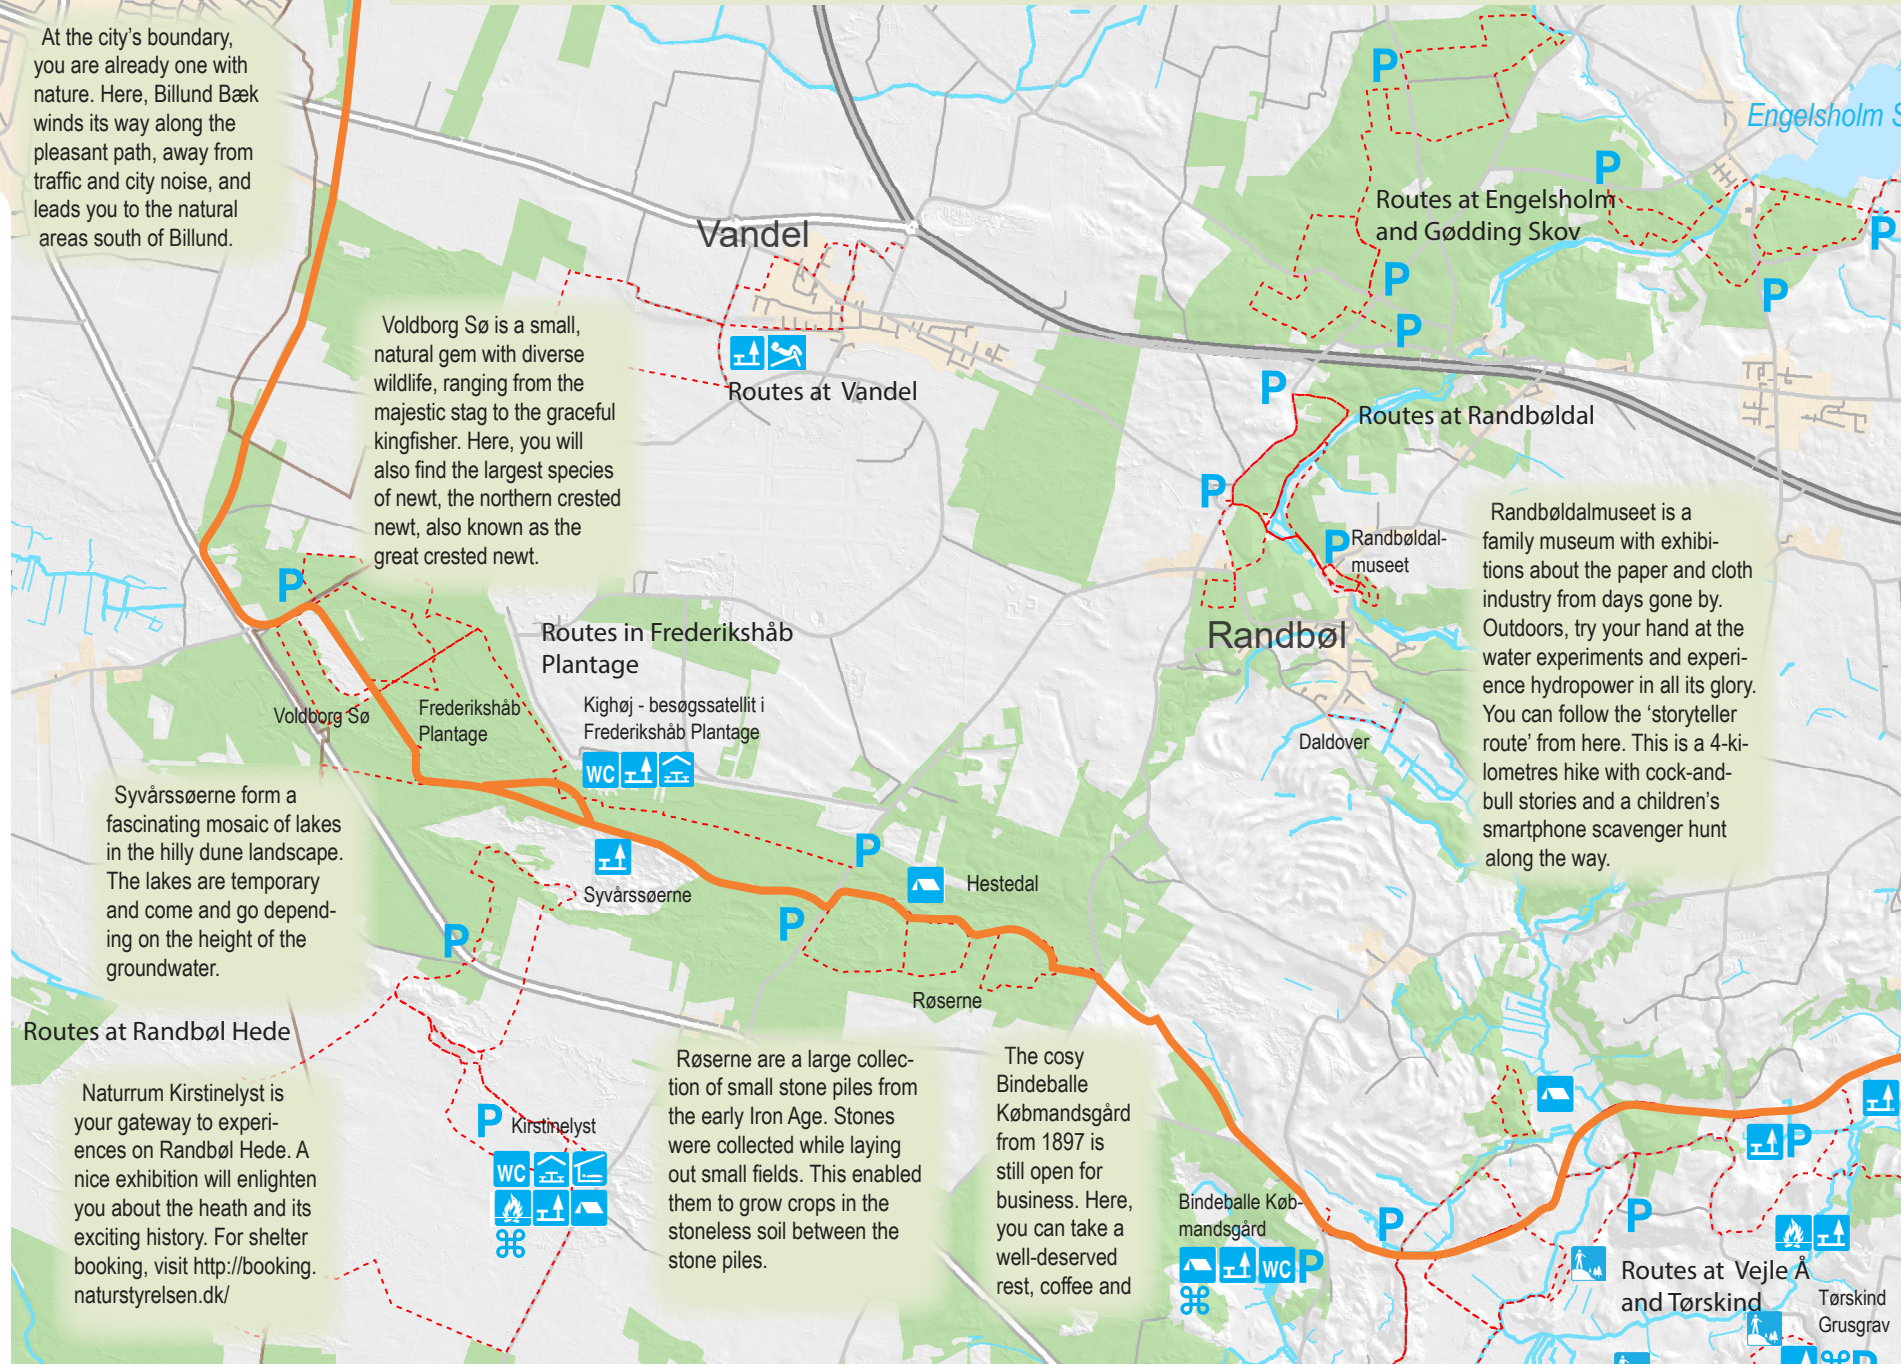 At the city's boundary,
you are already one with
nature. Here, Billund Bæk
winds its way along the
pleasant path, away from
traffic and city noise, and
leads you to the natural
areas south of Billund.
P
Engelsholm S
P
Routes at Engelsholm
and Gødding Skov
P
P
P
P
Vandel
Routes at Vandel
Voldborg Sø is a small,
natural gem with diverse
wildlife, ranging from the
majestic stag to the graceful
kingfisher. Here, you will
also find the largest species
of newt, the northern crested
newt, also known as the
great crested newt.
P
Routes at Randbøldal
P
P
Randbøldal-
museet
Randbøl
Daldover
Randbøldalmuseet is a
family museum with exhibi-
tions about the paper and cloth
industry from days gone by.
Outdoors, try your hand at the
water experiments and experi-
ence hydropower in all its glory.
You can follow the 'storyteller
route' from here. This is a 4-ki-
lometres hike with cock-and-
bull stories and a children's
smartphone scavenger hunt
along the way.
P
Routes in Frederikshåb
Plantage
Kighøj - besøgssatellit i
Frederikshåb Plantage
WC
Voldborg Sø
Frederikshåb
Plantage
Syvårssøerne form a
fascinating mosaic of lakes
in the hilly dune landscape.
The lakes are temporary
and come and go depend-
ing on the height of the
groundwater.
Syvårssøerne
P
Hestedal
P
P
Røserne
Routes at Randbøl Hede
Naturrum Kirstinelyst is
your gateway to experi-
ences on Randbøl Hede. A
nice exhibition will enlighten
you about the heath and its
exciting history. For shelter
booking, visit http://booking.
naturstyrelsen.dk/
P
Kirstinelyst
WC
⌘
Røserne are a large collec-
tion of small stone piles from
the early Iron Age. Stones
were collected while laying
out small fields. This enabled
them to grow crops in the
stoneless soil between the
stone piles.
The cosy
Bindeballe
Købmandsgård
from 1897 is
still open for
business. Here,
you can take a
well-deserved
rest, coffee and
Bindeballe Køb-
mandsgård
WC P
⌘
P
P
P
Routes at Vejle Å
and Tørskind
Tørskind
Grusgrav
⌘P